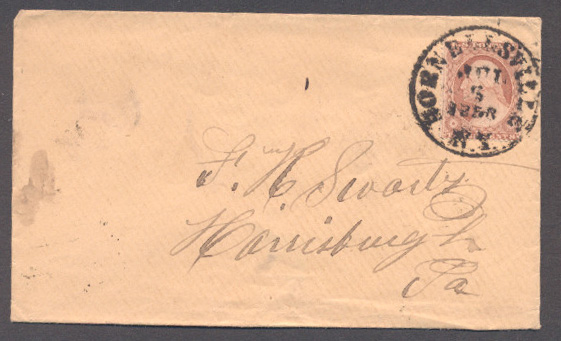 HORNELLSVILLE
JUL
5
1858
N.Y.
F. K. Swartz
Harrisburgh
Pa